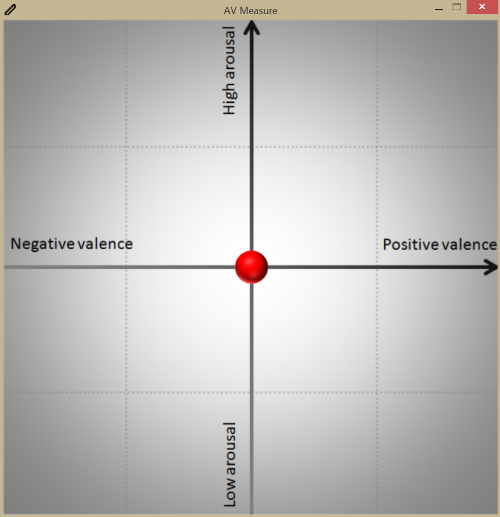 AV Measure
High arousal
Negative valence
Positive valence
Low arousal